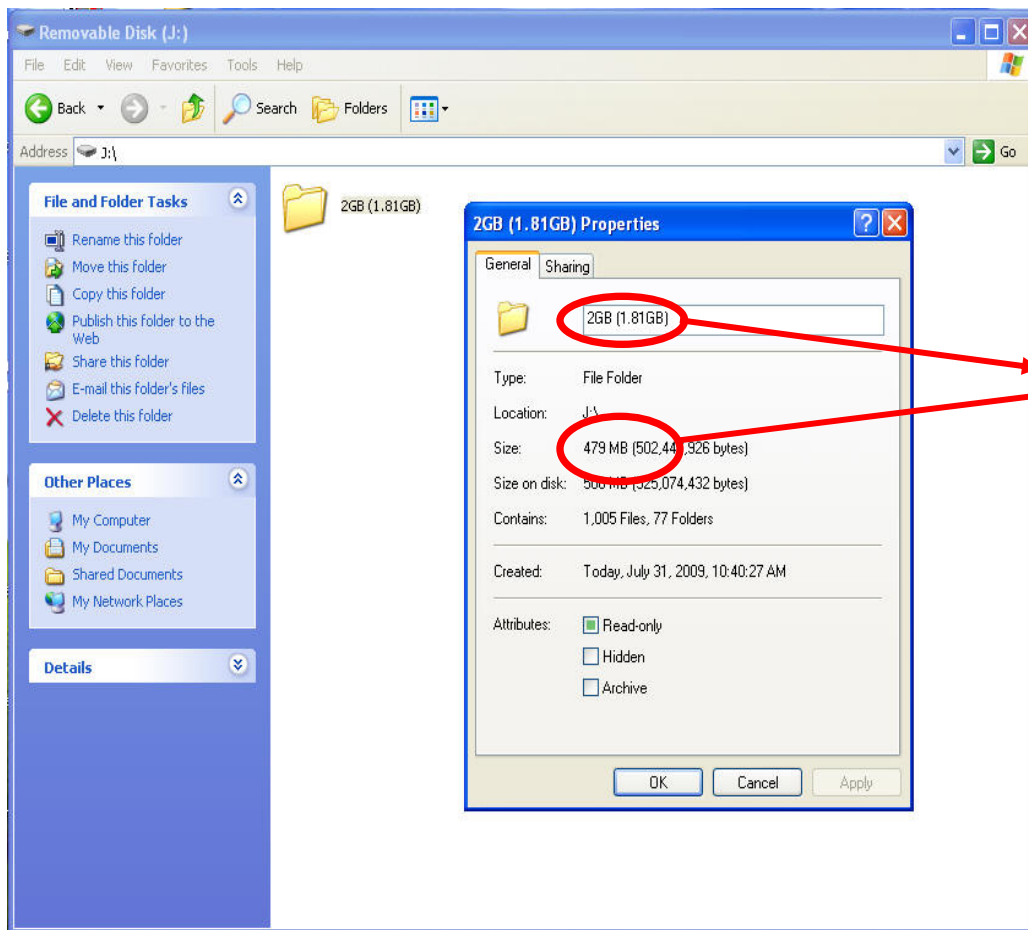 Removable Disk (J:)
File Edit View Favorites Tools Help
Back Search Folders
Address J:\ Go
File and Folder Tasks
Rename this folder
Move this folder
Copy this folder
Publish this folder to the
Web
Share this folder
E-mail this folder's files
Delete this folder
Other Places
My Computer
My Documents
Shared Documents
My Network Places
Details
2GB (1.81GB)
2GB (1.81GB) Properties
General Sharing
2GB (1.81GB)
Type: File Folder
Location: J:\
Size: 479 MB bytes)
Size on disk: MB bytes)
Contains: 1,005 Files, 77 Folders
Created: Today, July 31, 2009, 10:40:27 AM
Attributes: Read-only
Hidden
Archive
OK Cancel Apply